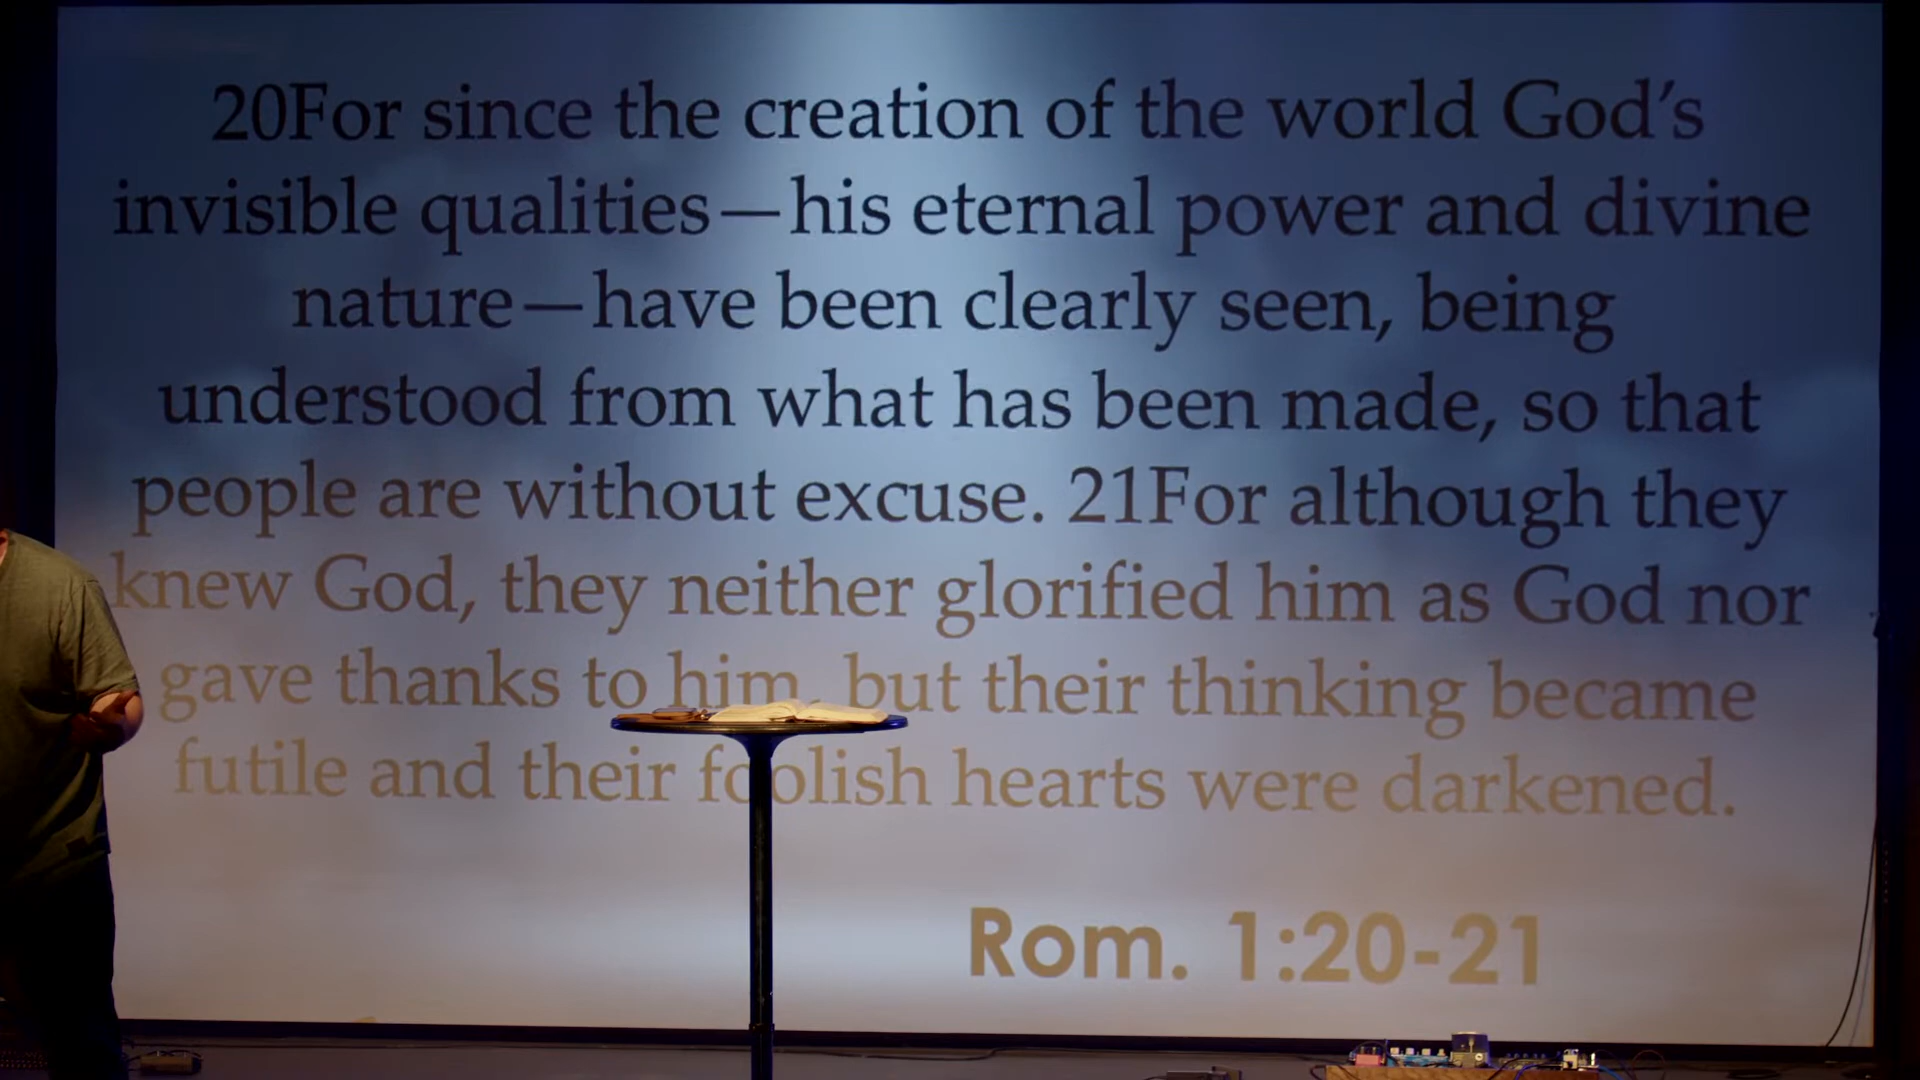 20For since the creation of the world God's
invisible qualities—his eternal power and divine
nature—have been clearly seen, being
understood from what has been made, so that
people are without excuse. 21For although they
knew God, they neither glorified him as God nor
gave thanks to him, but their thinking became
futile and their foolish hearts were darkened.
Rom. 1:20-21